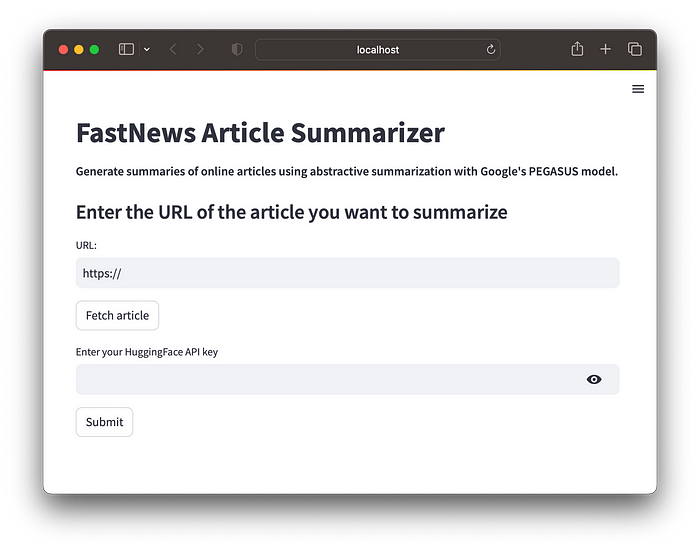 localhost
FastNews Article Summarizer
Generate summaries of online articles using abstractive summarization with Google's PEGASUS model.
Enter the URL of the article you want to summarize
URL:
https://
Fetch article
Enter your HuggingFace API key
Submit